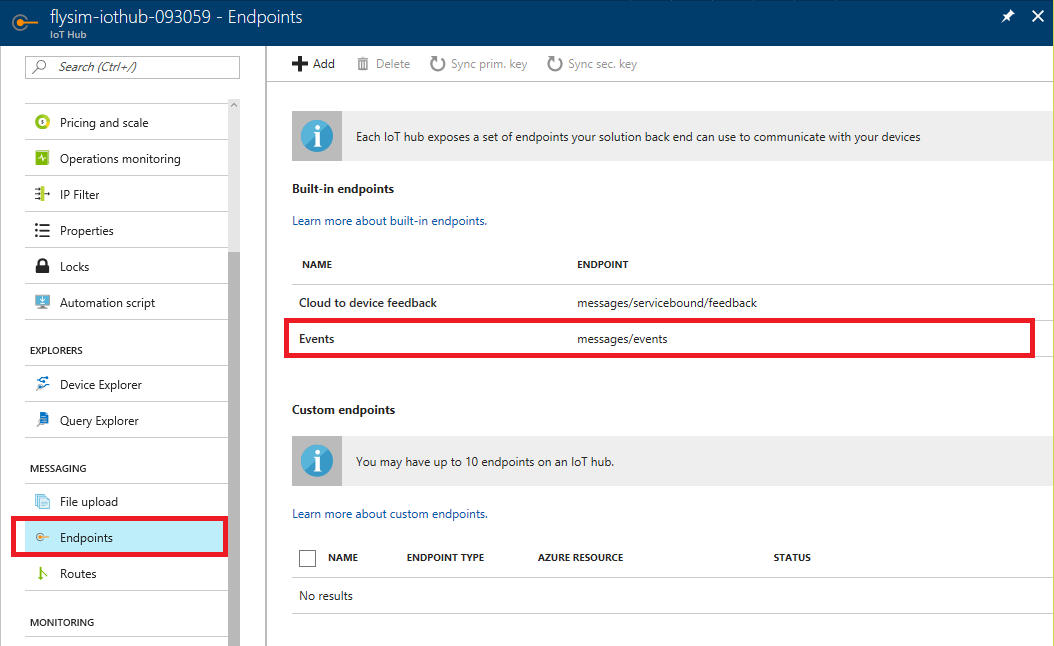 flysim-iothub-093059 - Endpoints
IoT Hub
Search (Ctrl+/)
Pricing and scale
Operations monitoring
IP Filter
Properties
Locks
Automation script
EXPLORERS
Device Explorer
Query Explorer
MESSAGING
File upload
Endpoints
Routes
MONITORING
Add Delete Sync prim. key Sync sec. key
Each IoT hub exposes a set of endpoints your solution back end can use to communicate with your devices
Built-in endpoints
Learn more about built-in endpoints.
NAME ENDPOINT
Cloud to device feedback messages/servicebound/feedback
Events messages/events
Custom endpoints
You may have up to 10 endpoints on an IoT hub.
Learn more about custom endpoints.
NAME ENDPOINT TYPE AZURE RESOURCE STATUS
No results